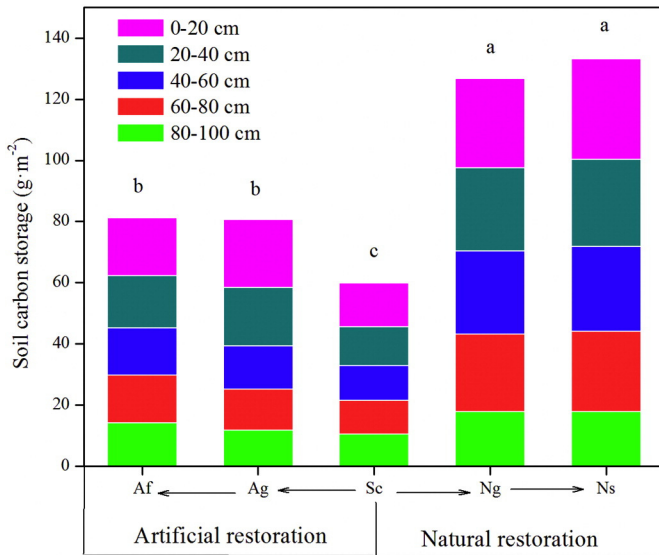 Soil carbon storage (g·m⁻²)
140
120
100
80
60
40
20
0
0-20 cm
20-40 cm
40-60 cm
60-80 cm
80-100 cm
b
b
c
a
a
Af
Ag
Sc
Ng
Ns
Artificial restoration
Natural restoration